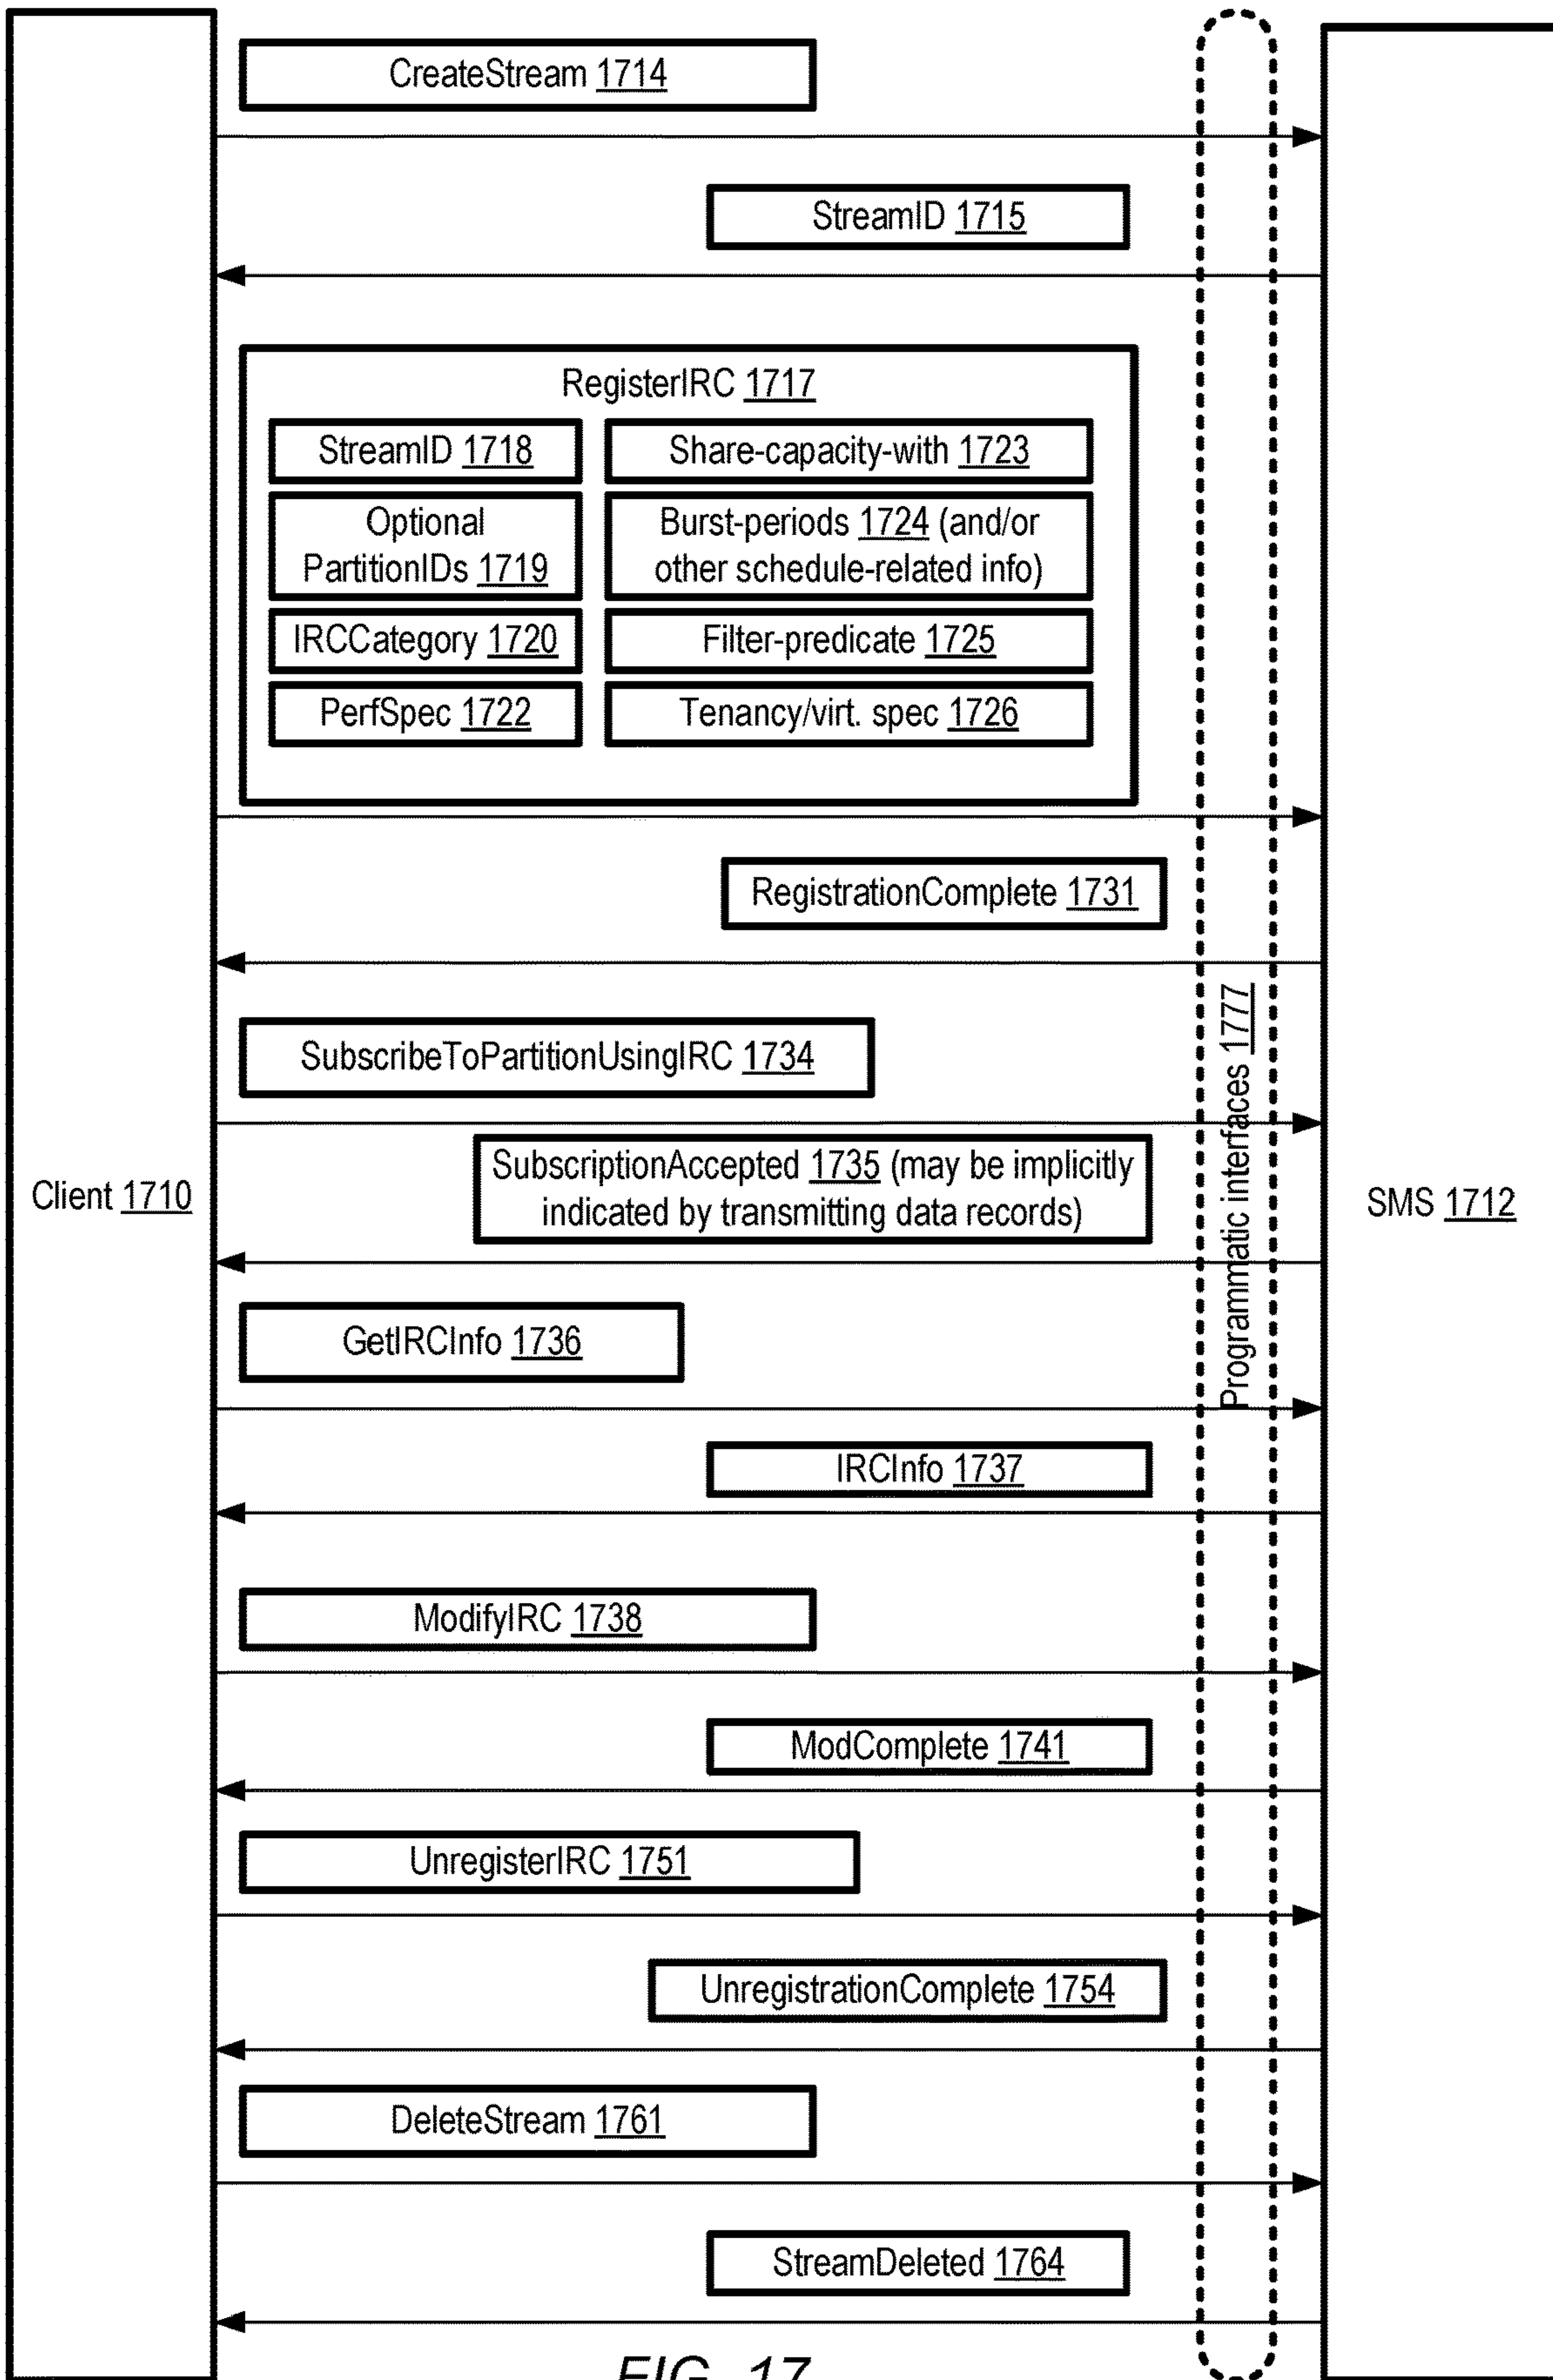 CreateStream 1714
StreamID 1715
RegisterIRC 1717
StreamID 1718
Share-capacity-with 1723
Optional
PartitionIDs 1719
Burst-periods 1724 (and/or
other schedule-related info)
IRCCategory 1720
Filter-predicate 1725
PerfSpec 1722
Tenancy/virt. spec 1726
RegistrationComplete 1731
SubscribeToPartitionUsingIRC 1734
SubscriptionAccepted 1735 (may be implicitly
indicated by transmitting data records)
Client 1710
Programmatic interfaces 1777
SMS 1712
GetIRCInfo 1736
IRCInfo 1737
ModifyIRC 1738
ModComplete 1741
UnregisterIRC 1751
UnregistrationComplete 1754
DeleteStream 1761
StreamDeleted 1764
FIG. 17